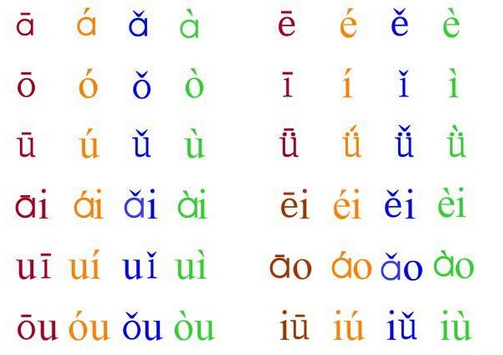 ā á ǎ à ē é ě è
ō ó ǒ ò ī í ǐ ì
ū ú ǔ ù ǖ ǘ ǚ ǜ
āi ái ǎi ài ēi éi ěi èi
uī uí uǐ uì āo áo ǎo ào
ōu óu ǒu òu iū iú iǔ iù